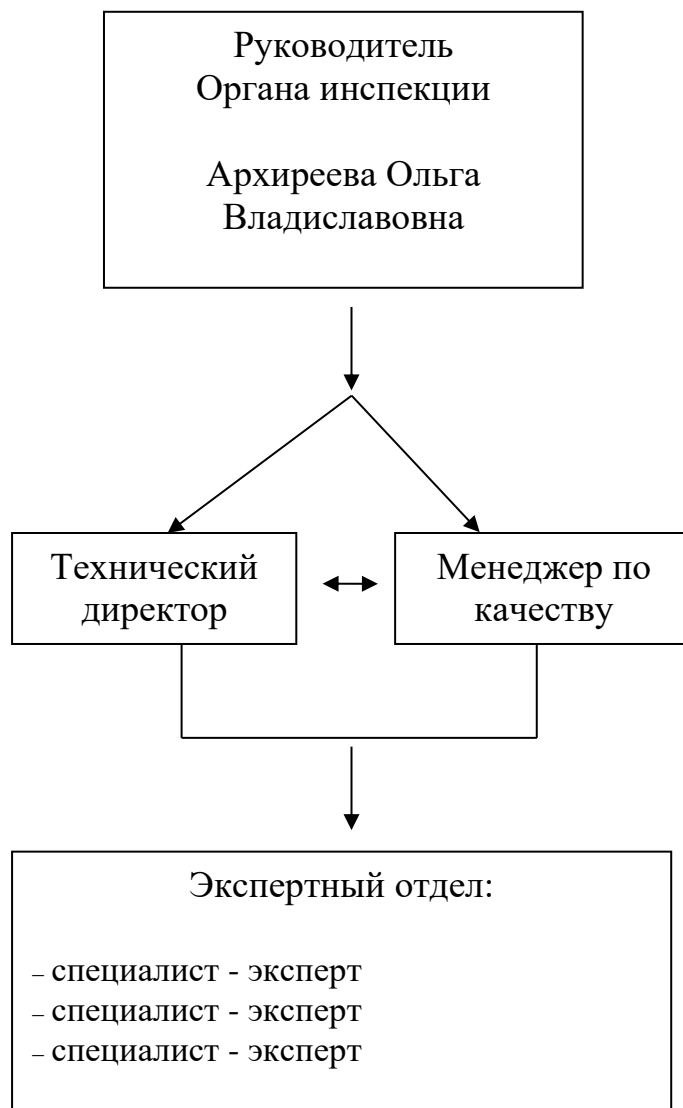 Руководитель
Органа инспекции
Архиреева Ольга
Владиславовна
Технический
директор
Менеджер по
качеству
Экспертный отдел:
– специалист - эксперт
– специалист - эксперт
– специалист - эксперт